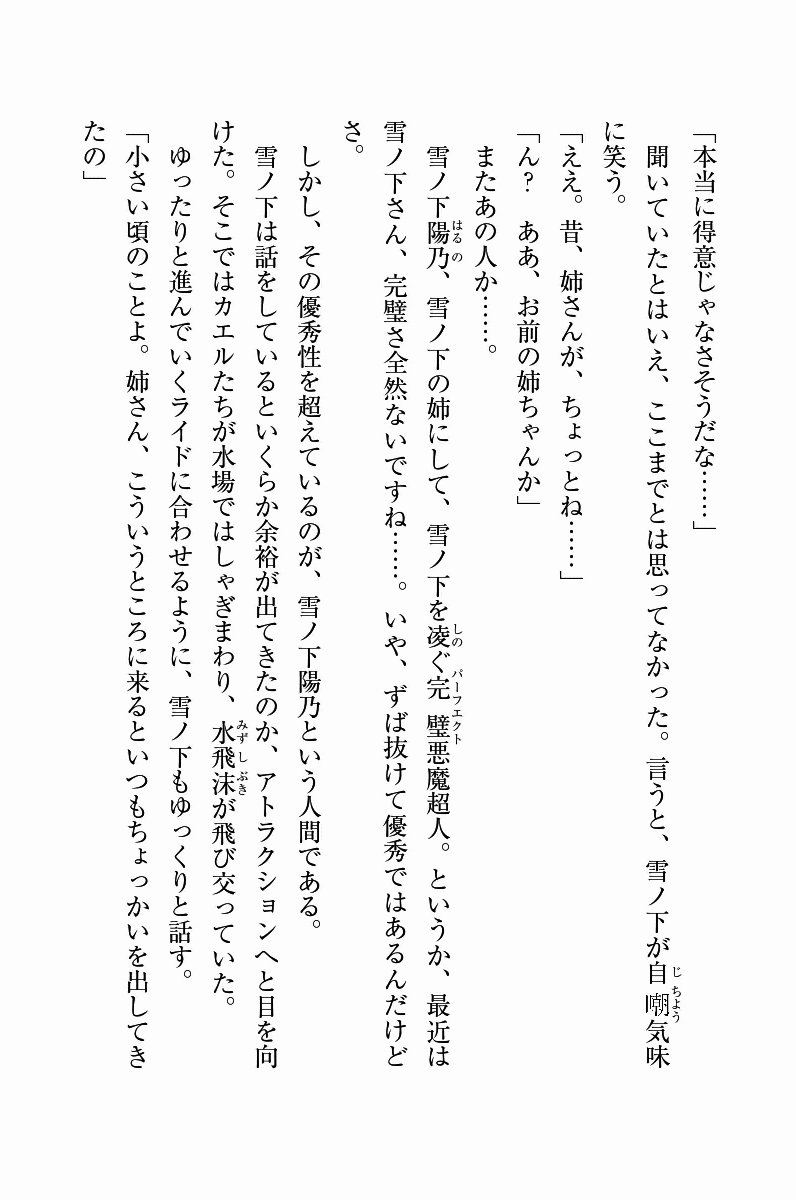 「本当に得意じゃなさそうだな……」
　聞いていたとはいえ、ここまでとは思ってなかった。言うと、雪ノ下が自嘲気味
に笑う。
「ええ。昔、姉さんが、ちょっとね……」
「ん？　ああ、お前の姉ちゃんか」
　またあの人か……。
　雪ノ下陽乃、雪ノ下の姉にして、雪ノ下を凌ぐ完璧悪魔超人。というか、最近は
雪ノ下さん、完璧さ全然ないですね……。いや、ずば抜けて優秀ではあるんだけど
さ。
　しかし、その優秀性を超えているのが、雪ノ下陽乃という人間である。
　雪ノ下は話をしているといくらか余裕が出てきたのか、アトラクションへと目を向
けた。そこではカエルたちが水場ではしゃぎまわり、水飛沫が飛び交っていた。
　ゆったりと進んでいくライドに合わせるように、雪ノ下もゆっくりと話す。
「小さい頃のことよ。姉さん、こういうところに来るといつもちょっかいを出してき
たの」